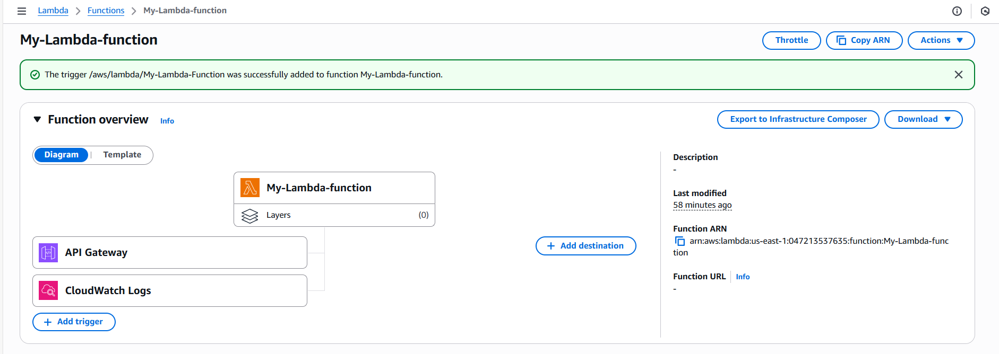 Lambda > Functions > My-Lambda-function
My-Lambda-function
Throttle
Copy ARN
Actions
The trigger /aws/lambda/My-Lambda-Function was successfully added to function My-Lambda-function.
Function overview Info
Export to Infrastructure Composer
Download
Diagram | Template
My-Lambda-function
Layers (0)
API Gateway
CloudWatch Logs
+ Add trigger
+ Add destination
Description
-
Last modified
58 minutes ago
Function ARN
arn:aws:lambda:us-east-1:047213537635:function:My-Lambda-func
tion
Function URL | Info
-